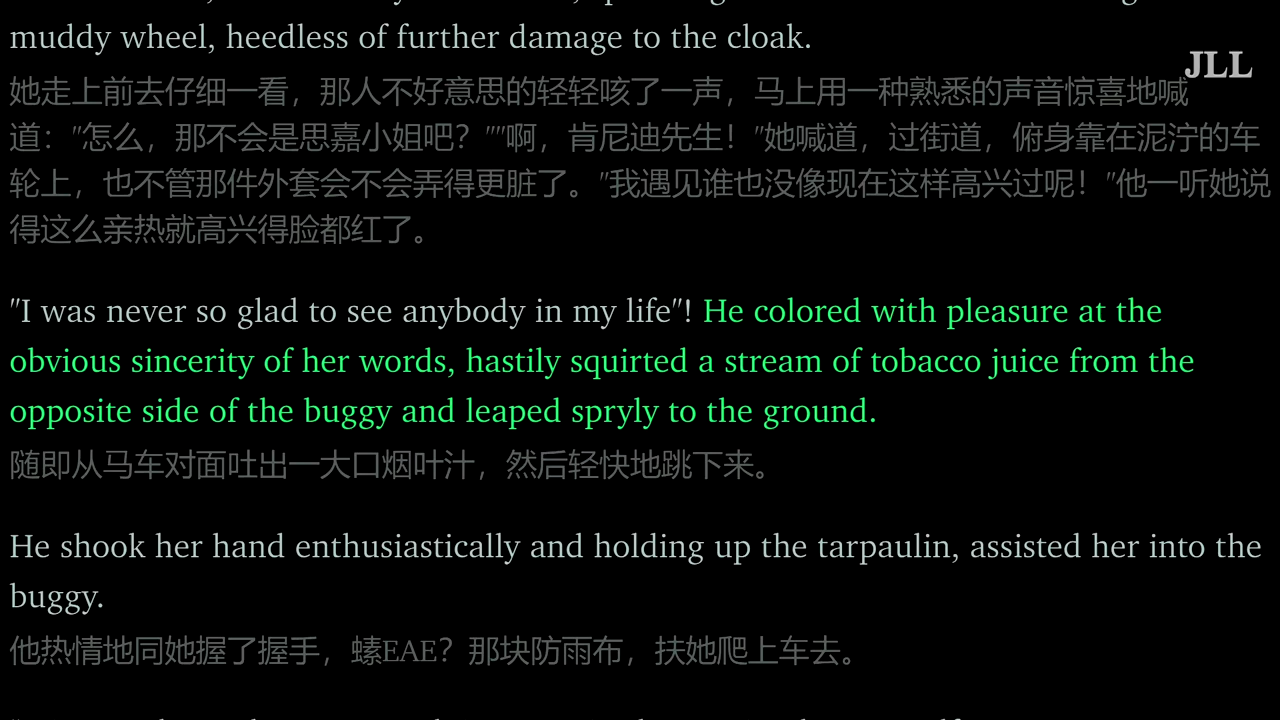 muddy wheel, heedless of further damage to the cloak.
JLL
她走上前去仔细一看，那人不好意思的轻轻咳了一声，马上用一种熟悉的声音惊喜地喊
道："怎么，那不会是思嘉小姐吧？""啊，肯尼迪先生！"她喊道，过街道，俯身靠在泥泞的车
轮上，也不管那件外套会不会弄得更脏了。"我遇见谁也没像现在这样高兴过呢！"他一听她说
得这么亲热就高兴得脸都红了。
"I was never so glad to see anybody in my life"! He colored with pleasure at the
obvious sincerity of her words, hastily squirted a stream of tobacco juice from the
opposite side of the buggy and leaped spryly to the ground.
随即从马车对面吐出一大口烟叶汁，然后轻快地跳下来。
He shook her hand enthusiastically and holding up the tarpaulin, assisted her into the
buggy.
他热情地同她握了握手，螦EAE？那块防雨布，扶她爬上车去。